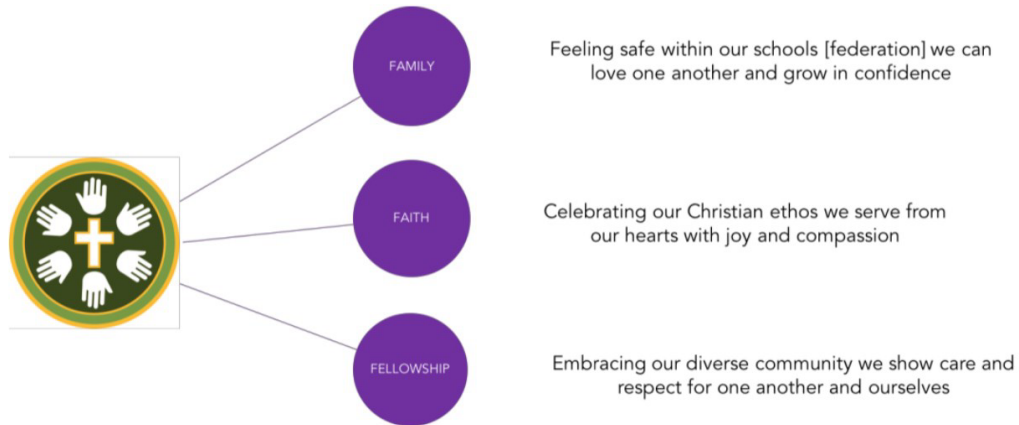 FAMILY
Feeling safe within our schools [federation] we can
love one another and grow in confidence
FAITH
Celebrating our Christian ethos we serve from
our hearts with joy and compassion
FELLOWSHIP
Embracing our diverse community we show care and
respect for one another and ourselves